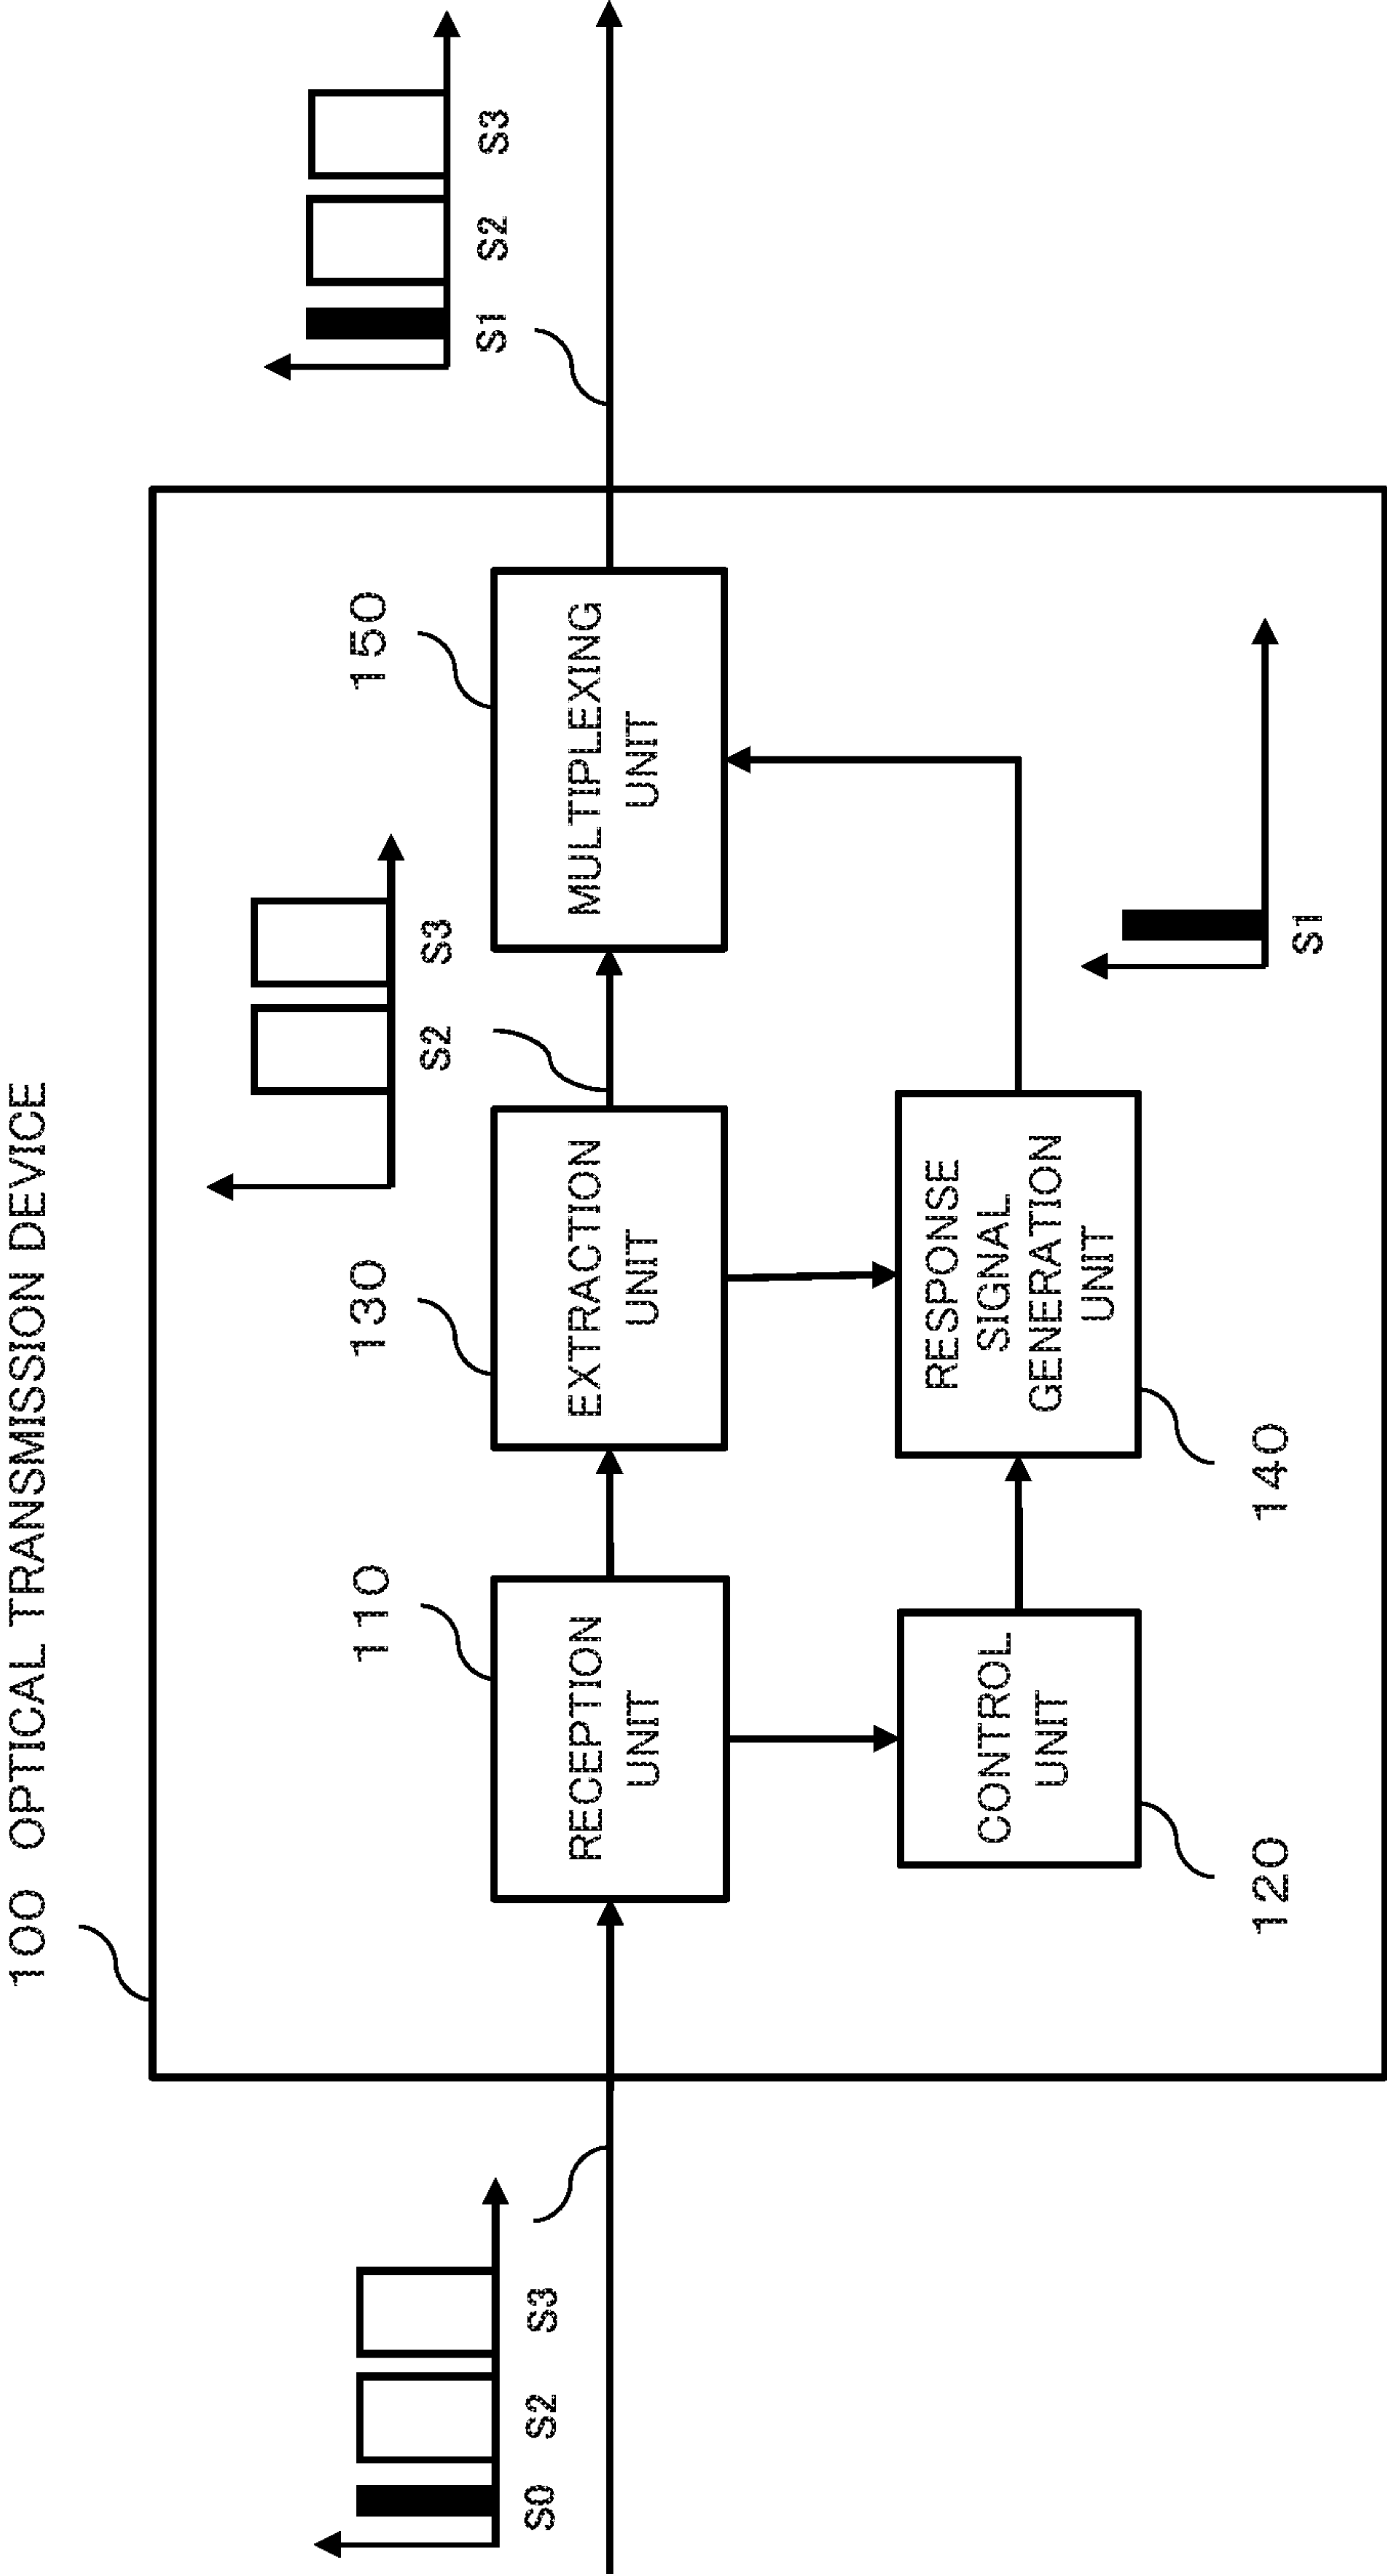 100 OPTICAL TRANSMISSION DEVICE
S0 S2 S3
110
RECEPTION
UNIT
130
EXTRACTION
UNIT
S2 S3
150
MULTIPLEXING
UNIT
S1 S2 S3
CONTROL
UNIT
120
RESPONSE
SIGNAL
GENERATION
UNIT
140
S1